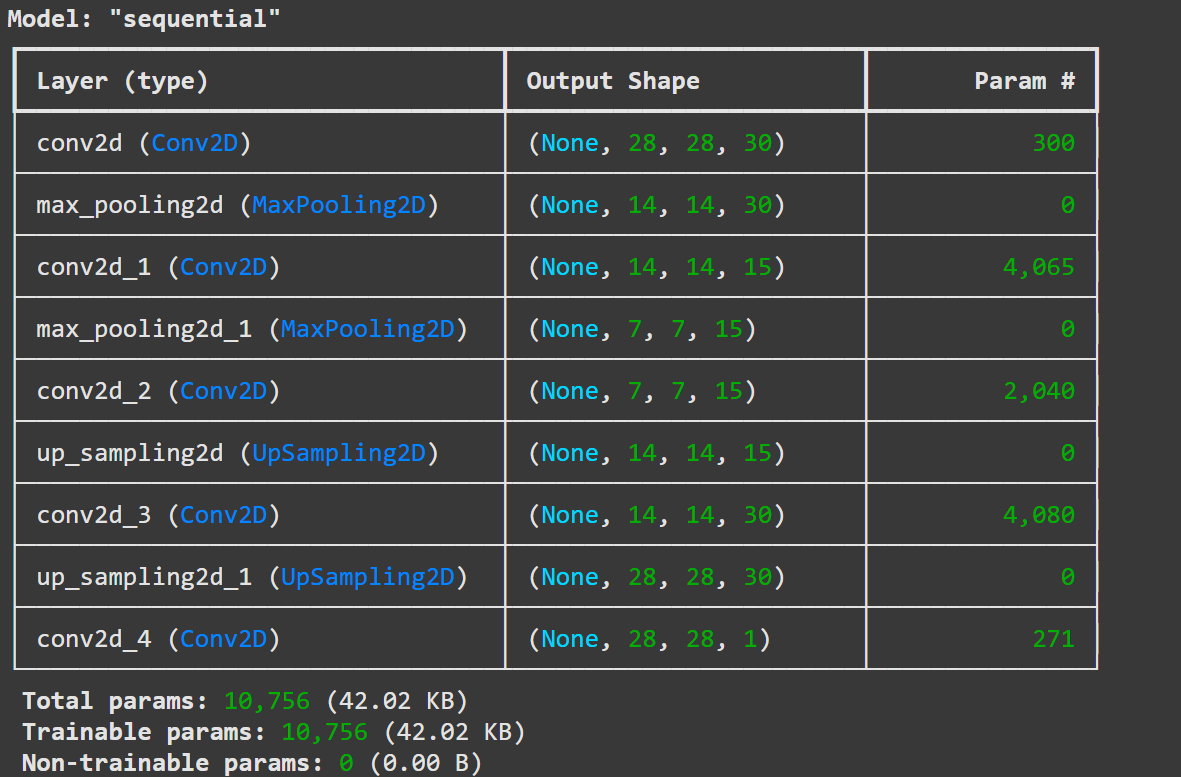 Model: "sequential"
Layer (type) Output Shape Param #
conv2d (Conv2D) (None, 28, 28, 30) 300
max_pooling2d (MaxPooling2D) (None, 14, 14, 30) 0
conv2d_1 (Conv2D) (None, 14, 14, 15) 4,065
max_pooling2d_1 (MaxPooling2D) (None, 7, 7, 15) 0
conv2d_2 (Conv2D) (None, 7, 7, 15) 2,040
up_sampling2d (UpSampling2D) (None, 14, 14, 15) 0
conv2d_3 (Conv2D) (None, 14, 14, 30) 4,080
up_sampling2d_1 (UpSampling2D) (None, 28, 28, 30) 0
conv2d_4 (Conv2D) (None, 28, 28, 1) 271
Total params: 10,756 (42.02 KB)
Trainable params: 10,756 (42.02 KB)
Non-trainable params: 0 (0.00 B)